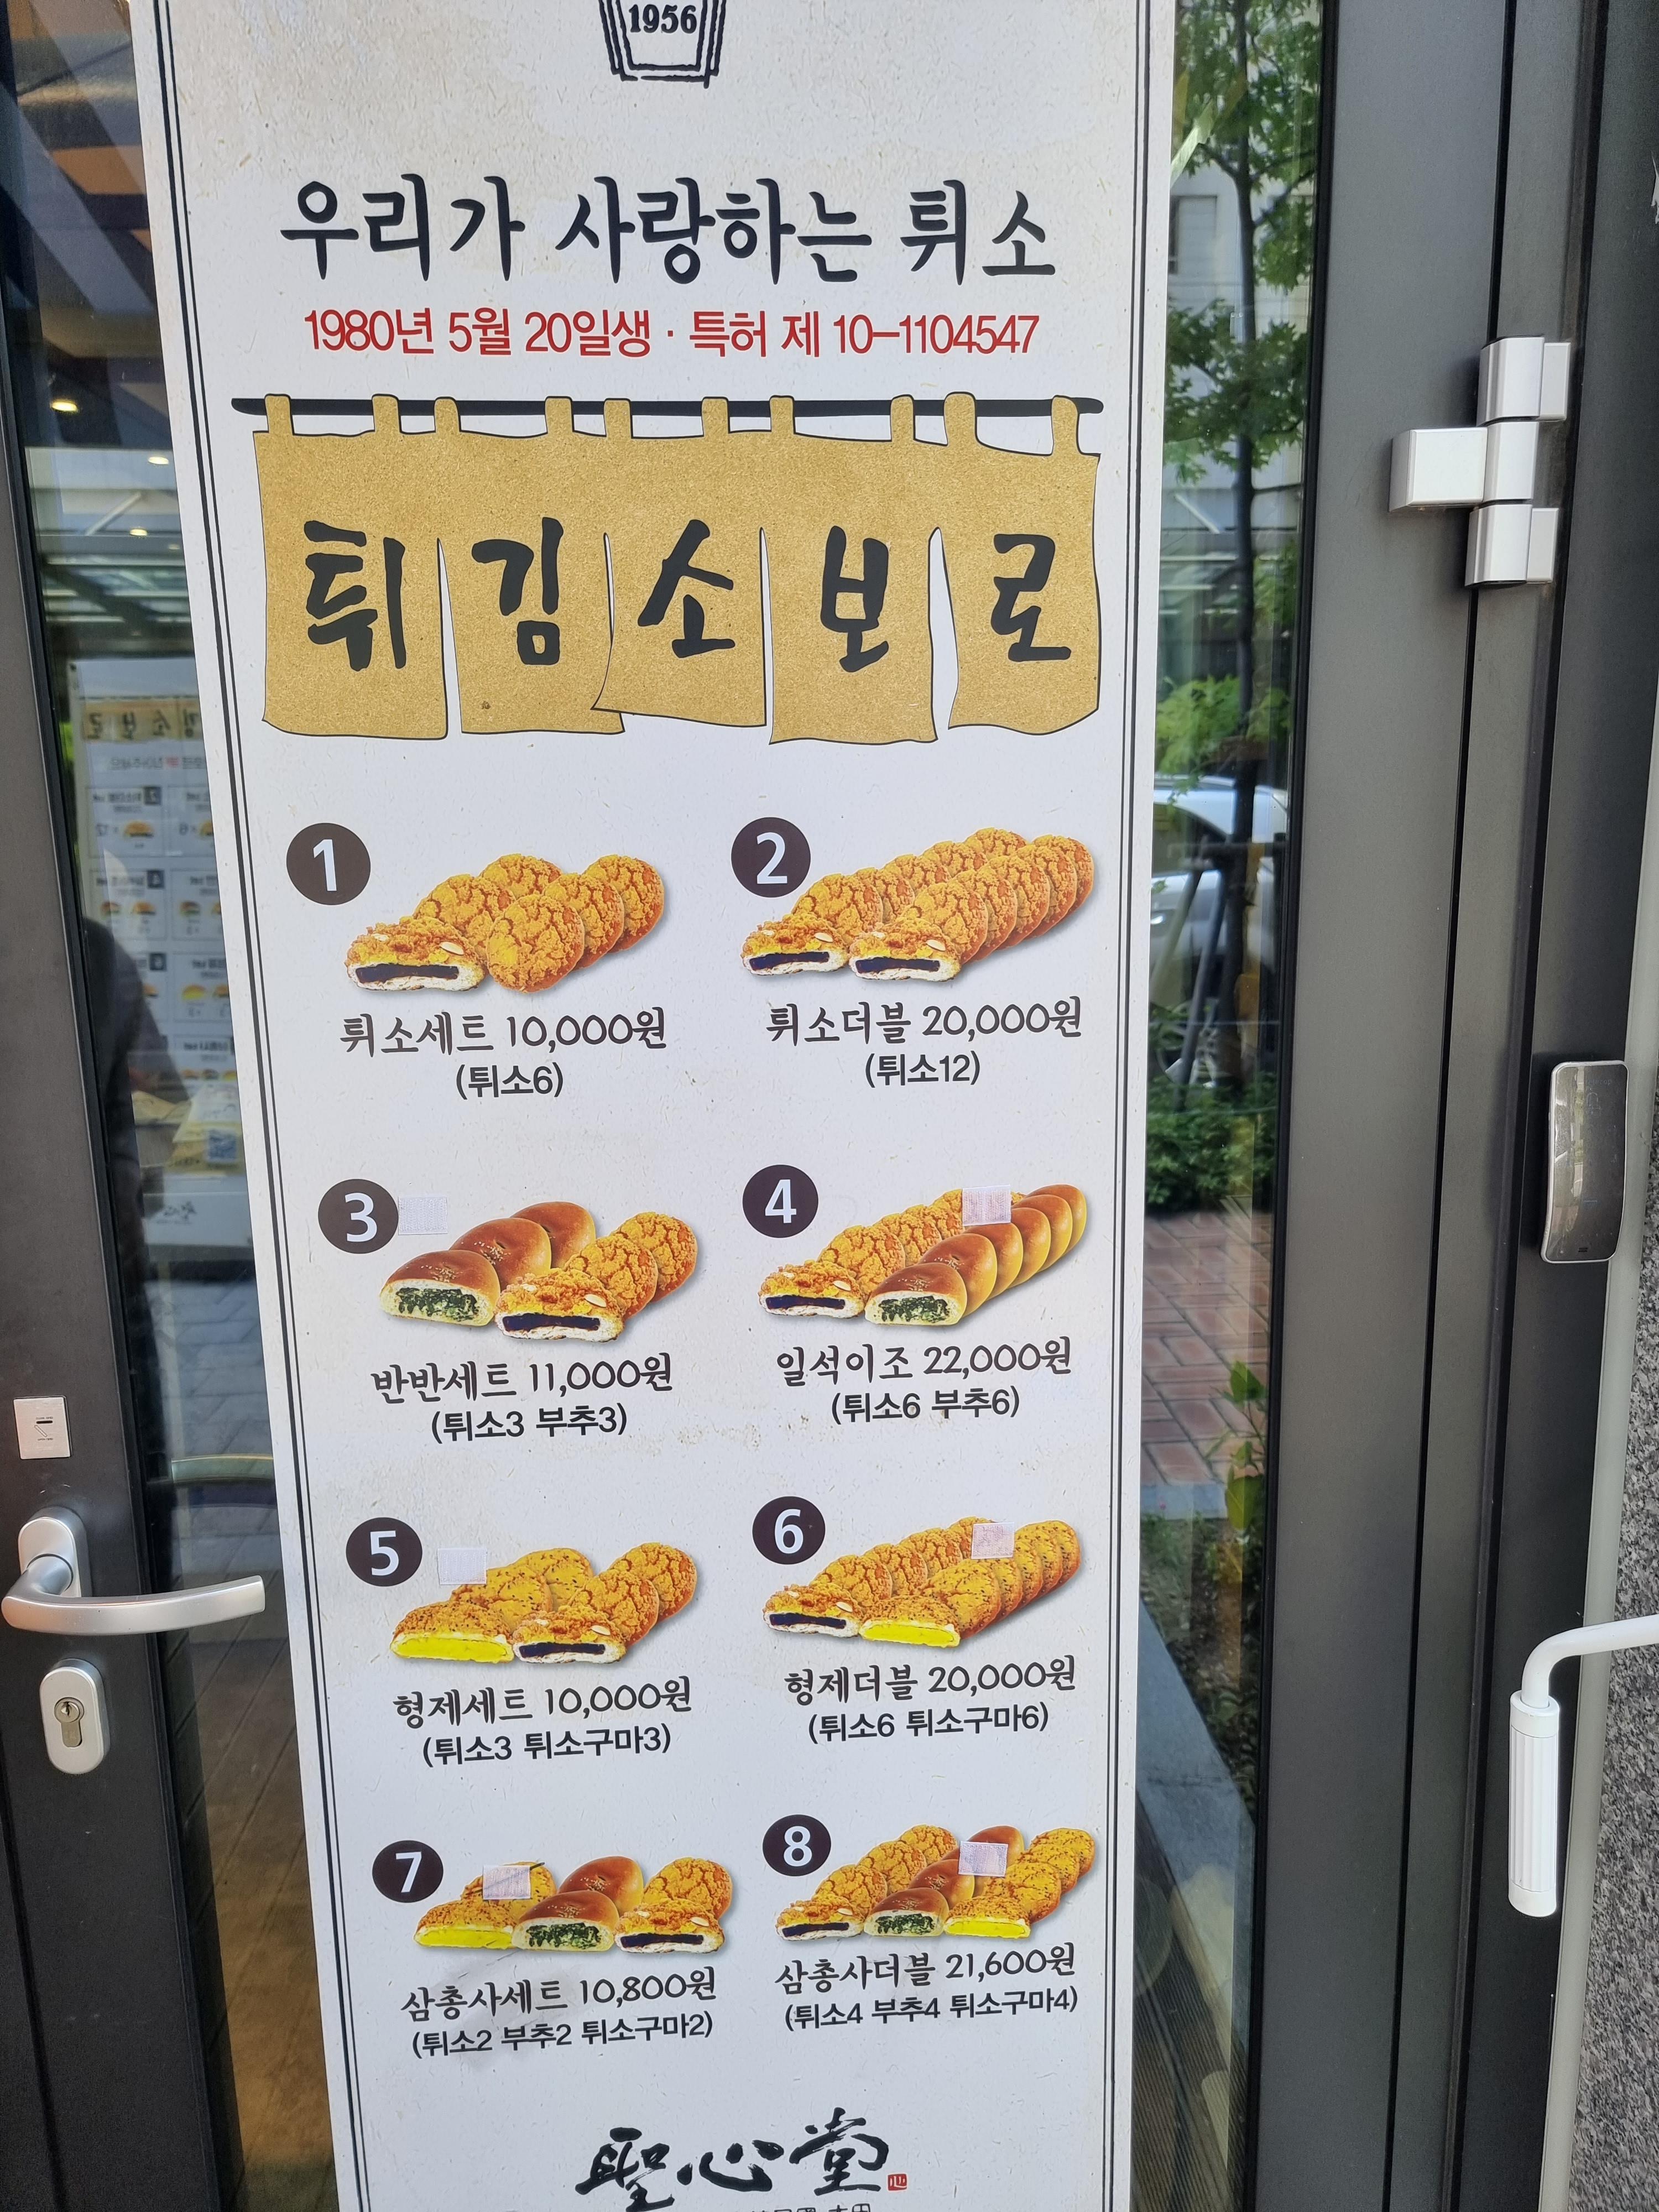 1956
우리가 사랑하는 튀소
1980년 5월 20일생 · 특허 제 10-1104547
튀김소보로
1
튀소세트 10,000원
(튀소6)
2
튀소더블 20,000원
(튀소12)
3
반반세트 11,000원
(튀소3 부추3)
4
일석이조 22,000원
(튀소6 부추6)
5
형제세트 10,000원
(튀소3 튀소구마3)
6
형제더블 20,000원
(튀소6 튀소구마6)
7
삼총사세트 10,800원
(튀소2 부추2 튀소구마2)
8
삼총사더블 21,600원
(튀소4 부추4 튀소구마4)
聖心堂